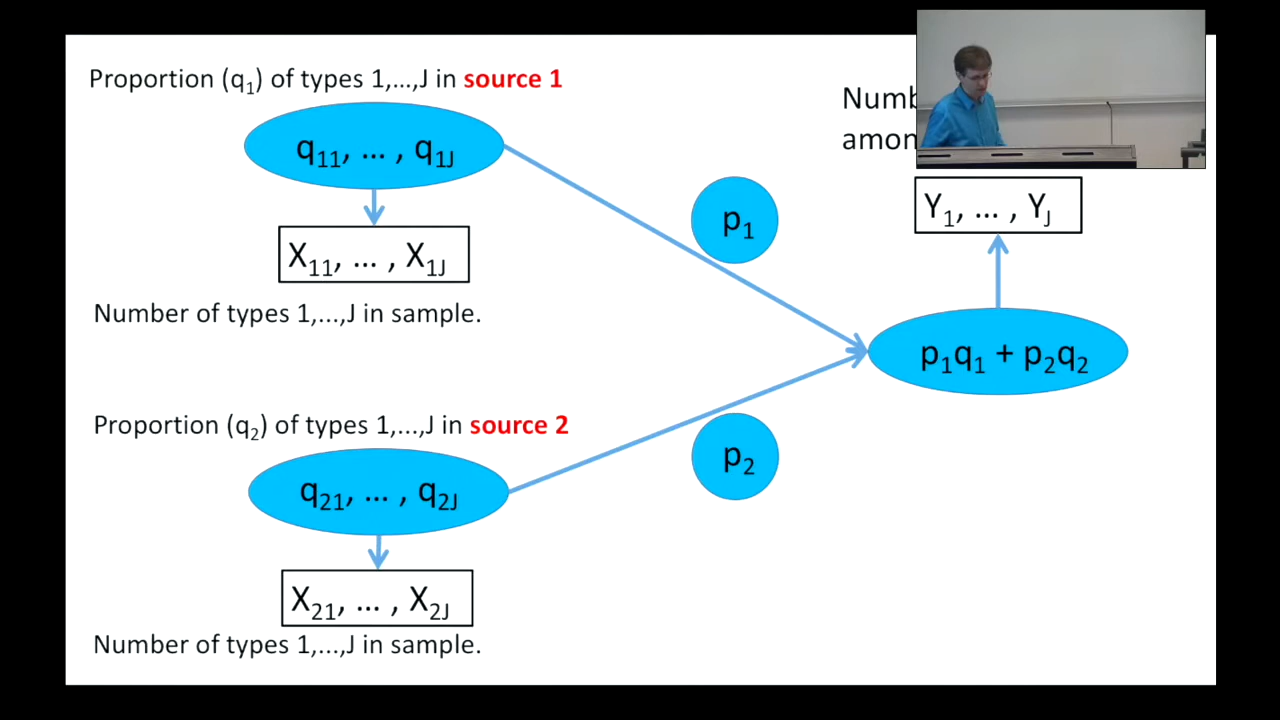 Proportion (q₁) of types 1,...,J in source 1
q₁₁, ... , q₁J
X₁₁, ... , X₁J
Number of types 1,...,J in sample.
Proportion (q₂) of types 1,...,J in source 2
q₂₁, ... , q₂J
X₂₁, ... , X₂J
Number of types 1,...,J in sample.
p₁
p₂
Y₁, ... , YJ
p₁q₁ + p₂q₂